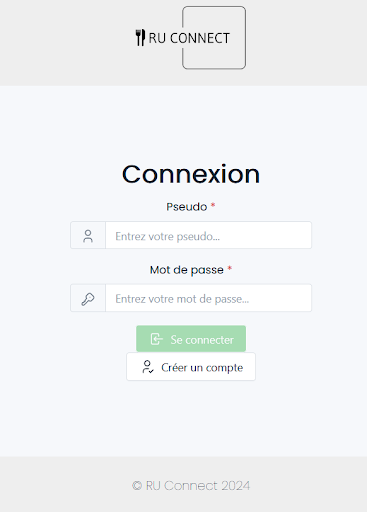 RU CONNECT
Connexion
Pseudo *
Entrez votre pseudo...
Mot de passe *
Entrez votre mot de passe...
Se connecter
Créer un compte
© RU Connect 2024